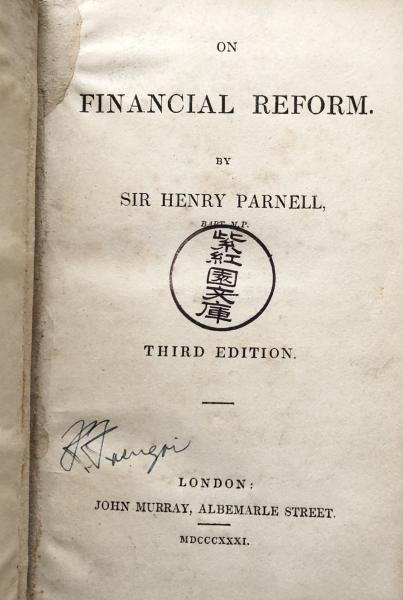 ON
FINANCIAL REFORM.
BY
SIR HENRY PARNELL,
BART. M.P.
紫紅園文庫
THIRD EDITION.
LONDON:
JOHN MURRAY, ALBEMARLE STREET.
MDCCCXXXI.